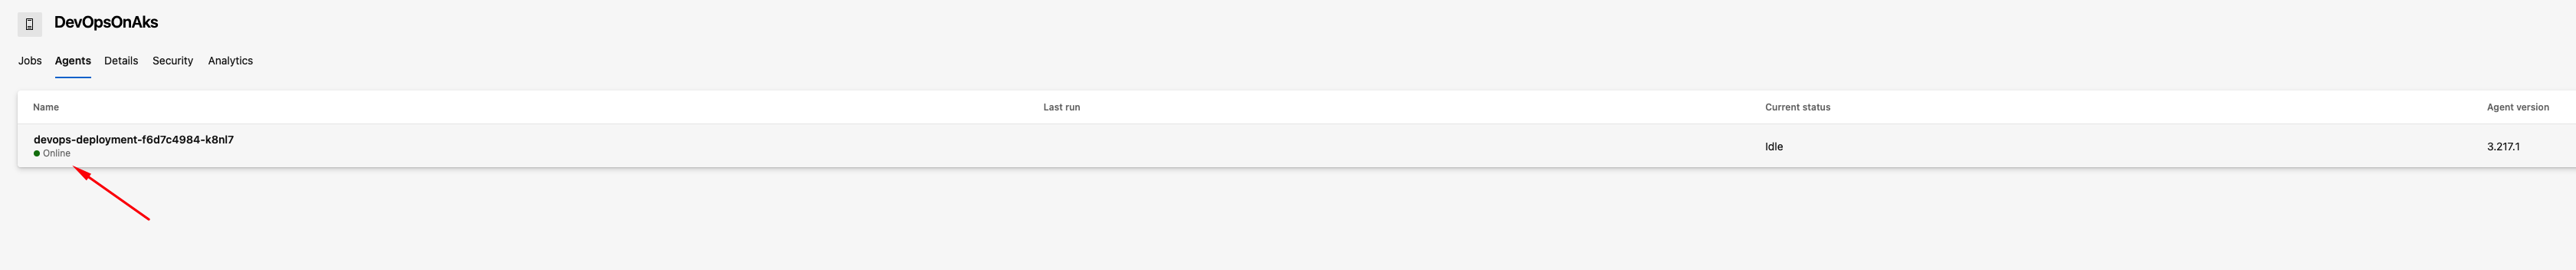 DevOpsOnAks
Jobs Agents Details Security Analytics
Name Last run Current status Agent version
devops-deployment-f6d7c4984-k8nl7
Online
Idle
3.217.1